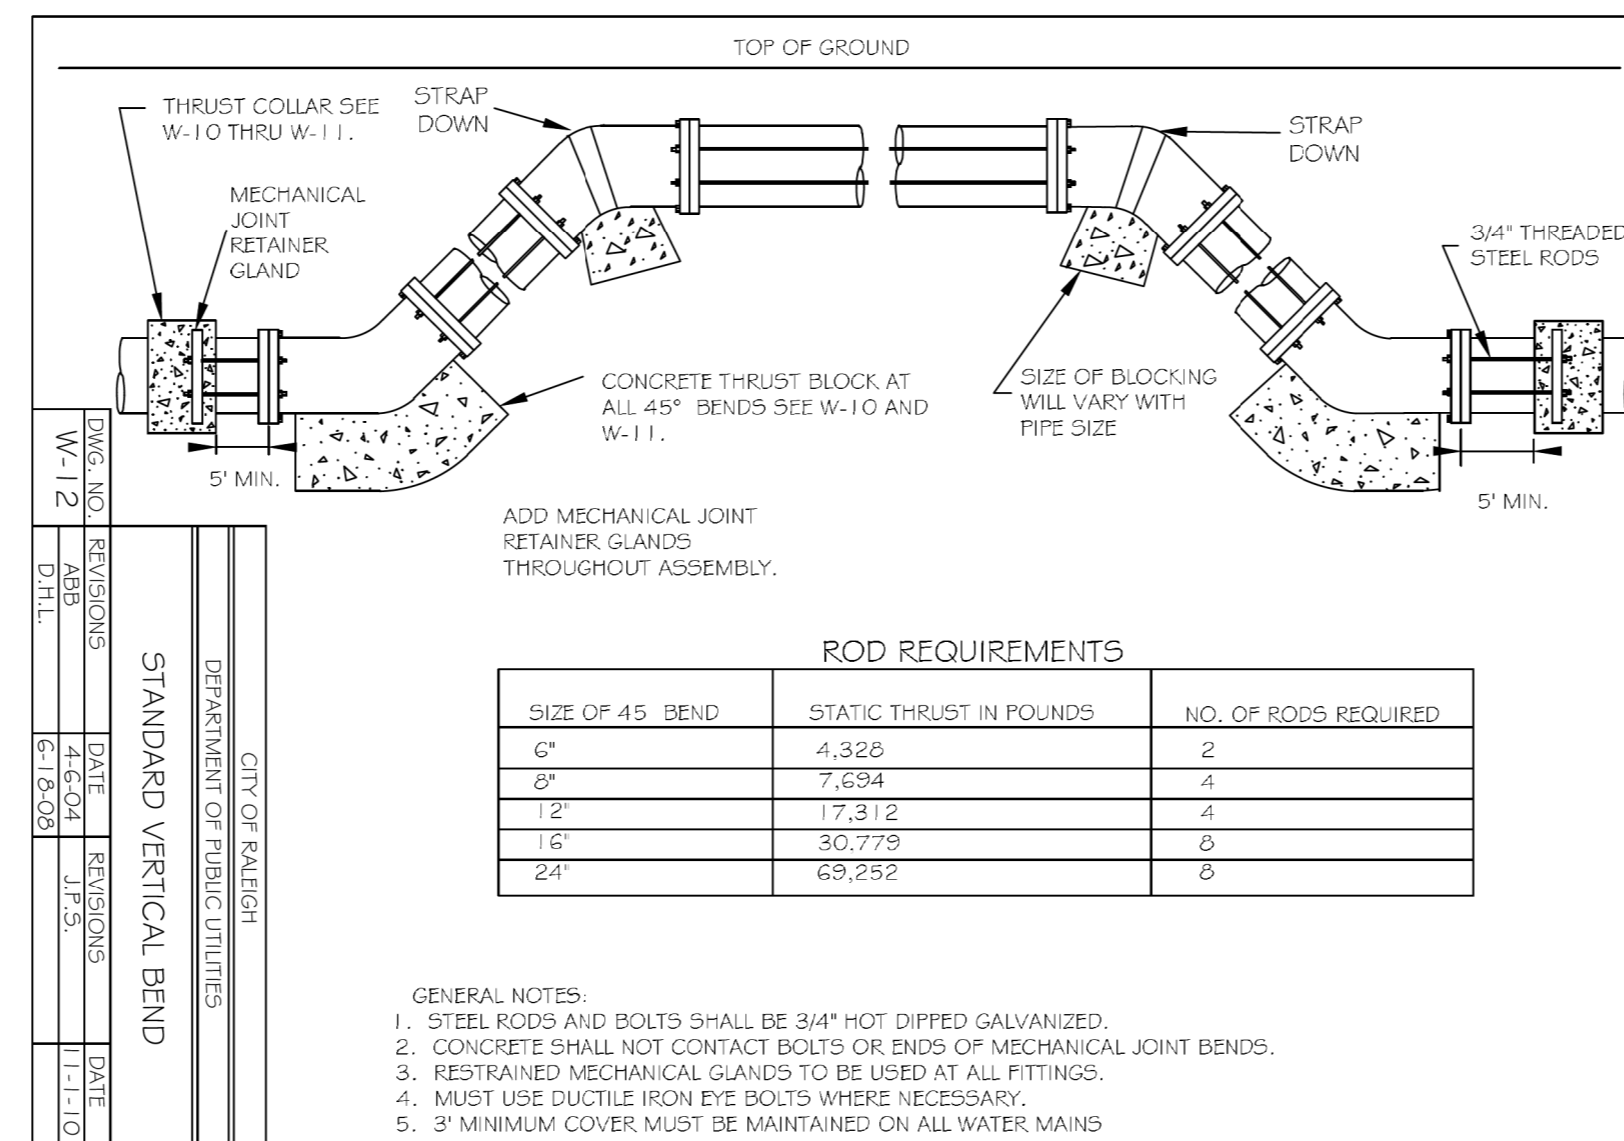 TOP OF GROUND
THRUST COLLAR SEE
W-10 THRU W-11.
STRAP
DOWN
STRAP
DOWN
MECHANICAL
JOINT
RETAINER
GLAND
3/4" THREADED
STEEL RODS
CONCRETE THRUST BLOCK AT
ALL 45° BENDS SEE W-10 AND
W-11.
SIZE OF BLOCKING
WILL VARY WITH
PIPE SIZE
5' MIN.
5' MIN.
ADD MECHANICAL JOINT
RETAINER GLANDS
THROUGHOUT ASSEMBLY.
ROD REQUIREMENTS
SIZE OF 45 BEND STATIC THRUST IN POUNDS NO. OF RODS REQUIRED
6" 4,328 2
8" 7,694 4
12" 17,312 4
16" 30,779 8
24" 69,252 8
GENERAL NOTES:
1. STEEL RODS AND BOLTS SHALL BE 3/4" HOT DIPPED GALVANIZED.
2. CONCRETE SHALL NOT CONTACT BOLTS OR ENDS OF MECHANICAL JOINT BENDS.
3. RESTRAINED MECHANICAL GLANDS TO BE USED AT ALL FITTINGS.
4. MUST USE DUCTILE IRON EYE BOLTS WHERE NECESSARY.
5. 3' MINIMUM COVER MUST BE MAINTAINED ON ALL WATER MAINS
CITY OF RALEIGH
DEPARTMENT OF PUBLIC UTILITIES
STANDARD VERTICAL BEND
DWG. NO. REVISIONS DATE REVISIONS DATE
W-12 ABB 4-6-04 J.P.S. 11-1-10
D.H.L. 6-18-08